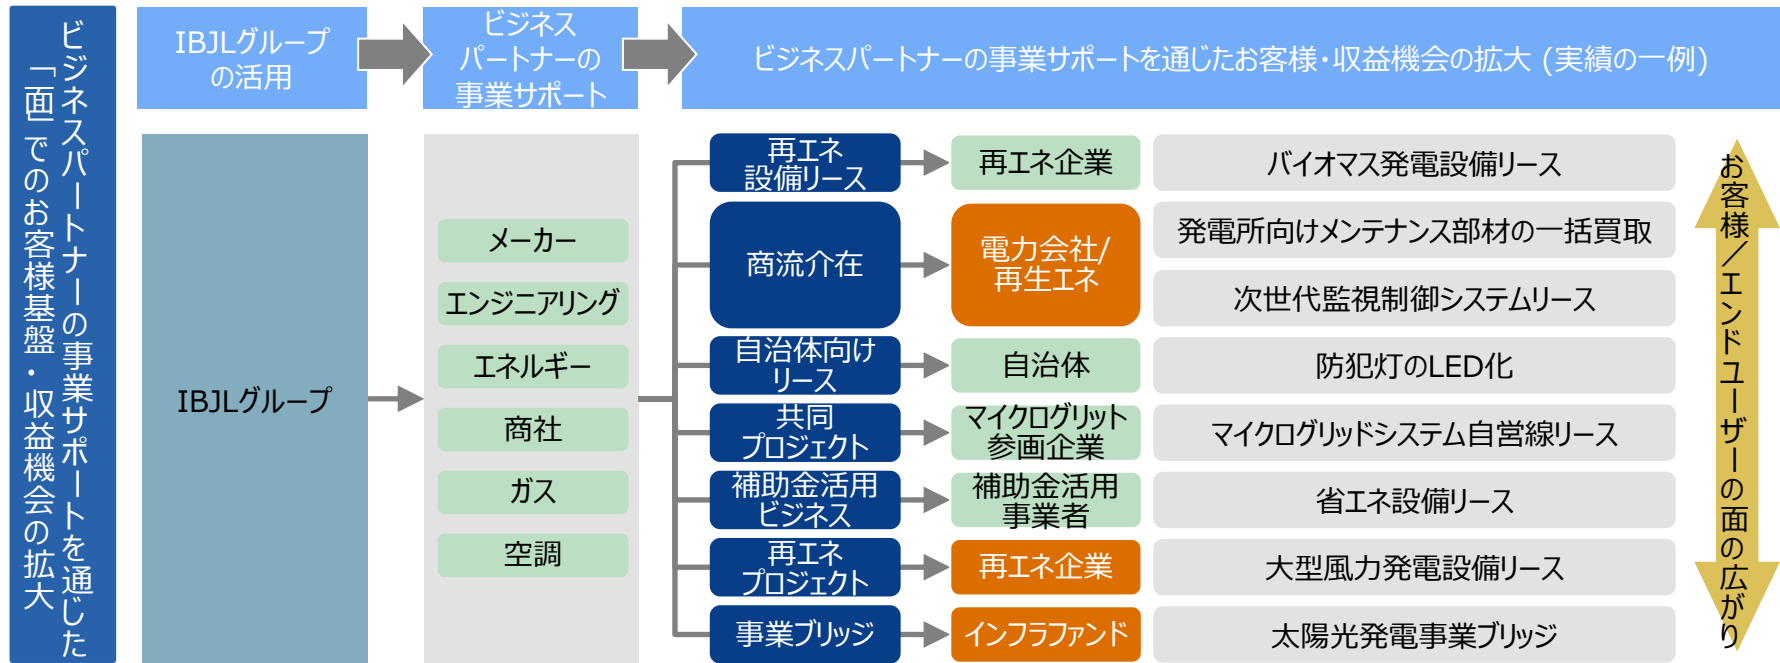 ビジネスパートナーの事業サポートを通じた
「面」でのお客様基盤・収益機会の拡大
IBJLグループ
の活用
ビジネス
パートナーの
事業サポート
ビジネスパートナーの事業サポートを通じたお客様・収益機会の拡大 (実績の一例)
IBJLグループ
メーカー
エンジニアリング
エネルギー
商社
ガス
空調
再エネ
設備リース
再エネ企業
バイオマス発電設備リース
商流介在
電力会社/
再生エネ
発電所向けメンテナンス部材の一括買取
次世代監視制御システムリース
自治体向け
リース
自治体
防犯灯のLED化
共同
プロジェクト
マイクログリット
参画企業
マイクログリッドシステム自営線リース
補助金活用
ビジネス
補助金活用
事業者
省エネ設備リース
再エネ
プロジェクト
再エネ企業
大型風力発電設備リース
事業ブリッジ
インフラファンド
太陽光発電事業ブリッジ
お客様／エンドユーザーの面の広がり